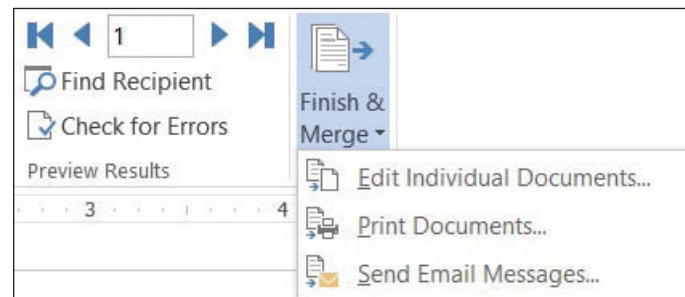 1
Find Recipient
Check for Errors
Preview Results
Finish &
Merge
Edit Individual Documents...
Print Documents...
Send Email Messages...
3 4